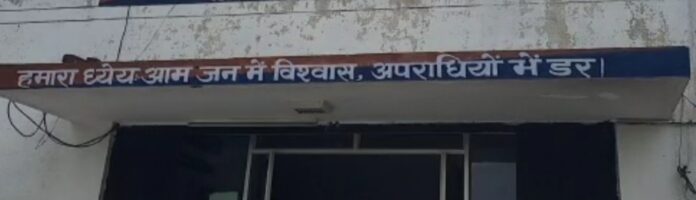 हमारा ध्येय आम जन में विश्वास, अपराधियों में डर।